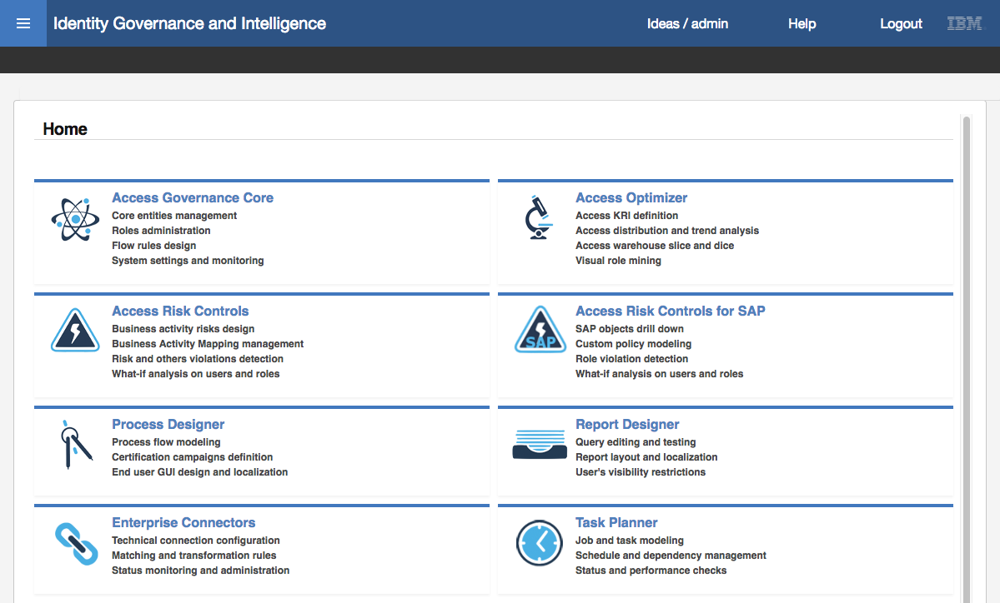 Identity Governance and Intelligence
Ideas / admin
Help
Logout
IBM
Home
Access Governance Core
Core entities management
Roles administration
Flow rules design
System settings and monitoring
Access Optimizer
Access KRI definition
Access distribution and trend analysis
Access warehouse slice and dice
Visual role mining
Access Risk Controls
Business activity risks design
Business Activity Mapping management
Risk and others violations detection
What-if analysis on users and roles
SAP
Access Risk Controls for SAP
SAP objects drill down
Custom policy modeling
Role violation detection
What-if analysis on users and roles
Process Designer
Process flow modeling
Certification campaigns definition
End user GUI design and localization
Report Designer
Query editing and testing
Report layout and localization
User's visibility restrictions
Enterprise Connectors
Technical connection configuration
Matching and transformation rules
Status monitoring and administration
Task Planner
Job and task modeling
Schedule and dependency management
Status and performance checks